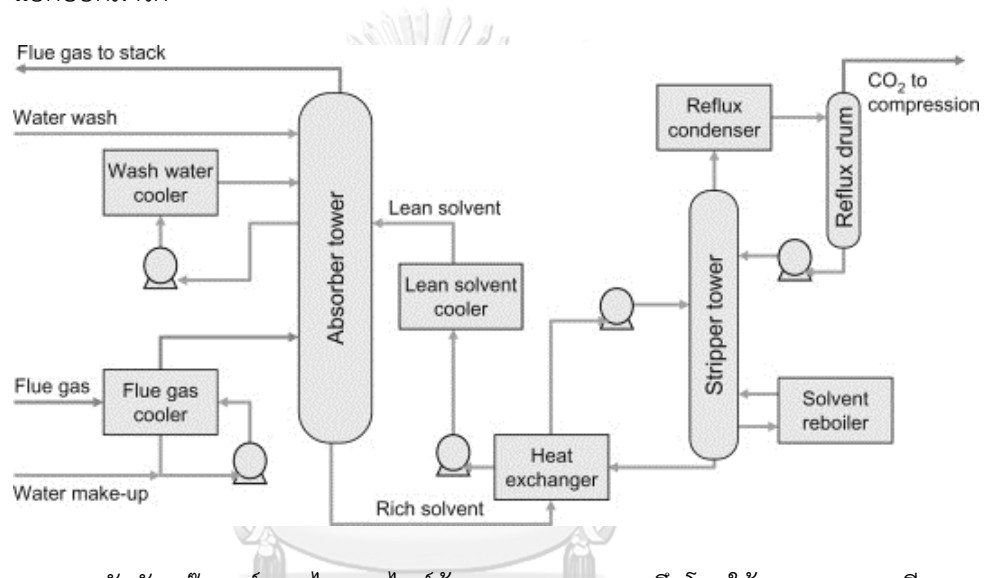 Flue gas to stack
Water wash
Wash water
cooler
Absorber tower
Lean solvent
Lean solvent
cooler
Flue gas
Flue gas
cooler
Water make-up
Rich solvent
Heat
exchanger
Reflux
condenser
Reflux drum
CO₂ to
compression
Stripper tower
Solvent
reboiler